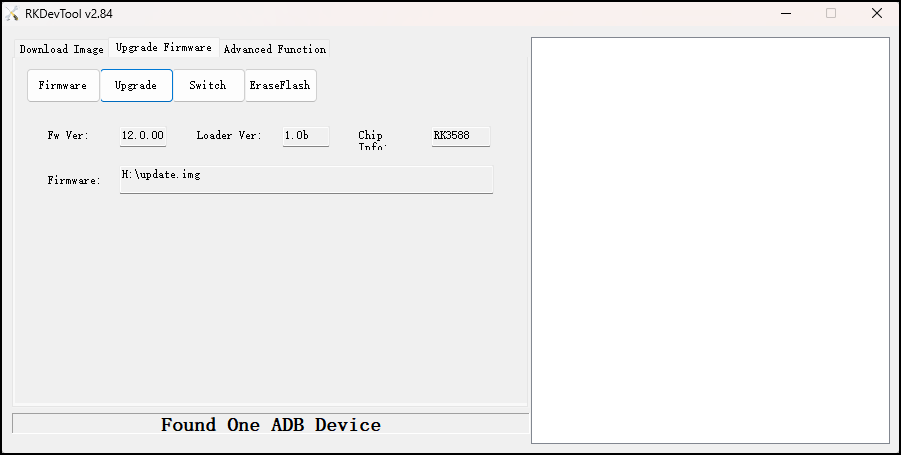 RKDevTool v2.84
Download Image Upgrade Firmware Advanced Function
Firmware Upgrade Switch EraseFlash
Fw Ver: 12.0.00 Loader Ver: 1.0b Chip Info: RK3588
Firmware: H:\update.img
Found One ADB Device